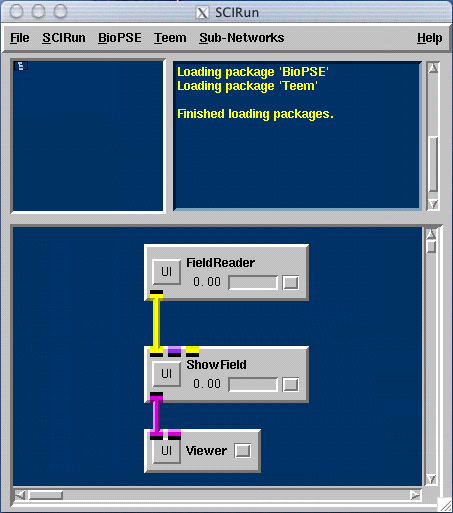 SCIRun
File SCIRun BioPSE Teem Sub-Networks Help
Loading package 'BioPSE'
Loading package 'Teem'
Finished loading packages.
UI FieldReader
0.00
UI ShowField
0.00
UI Viewer